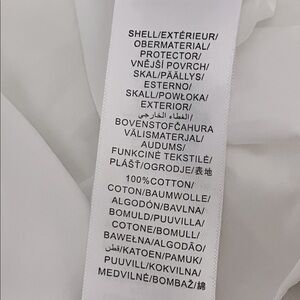 SHELL/EXTÉRIEUR/
OBERMATERIAL/
PROTECTOR/
VNĚJŠÍ POVRCH/
SKAL/PÄÄLLYS/
ESTERNO/
SKALL/POWŁOKA/
EXTERIOR/
الغطاء الخارجي/
BOVENSTOFČAHURA
VÄLISMATERJAL/
AUDUMS/
FUNKCINĖ TEKSTILĖ/
PLÁŠŤ/OGRODJE/表地
100%COTTON/
COTON/BAUMWOLLE/
ALGODÓN/BAVLNA/
BOMULD/PUUVILLA/
COTONE/BOMULL/
BAWEŁNA/ALGODÃO/
قطن/KATOEN/PAMUK/
PUUVILL/KOKVILNA/
MEDVILNĖ/BOMBAŽ/綿